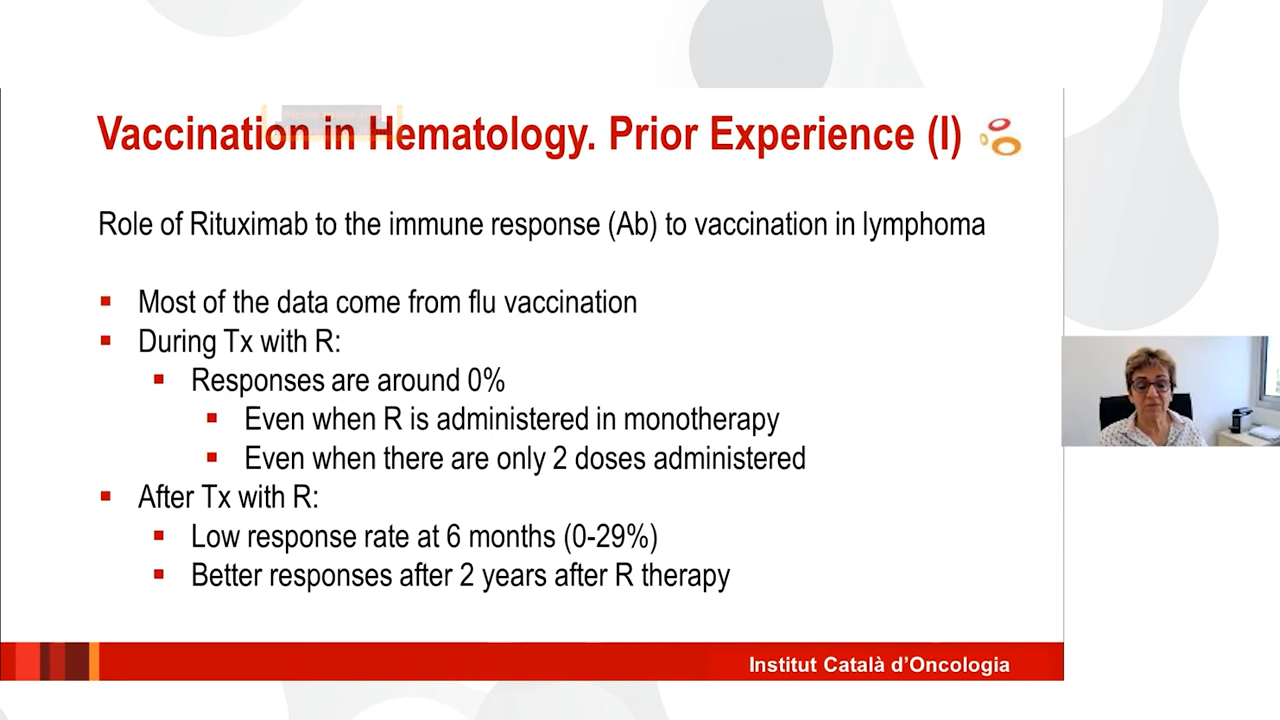 Vaccination in Hematology. Prior Experience (I)
Role of Rituximab to the immune response (Ab) to vaccination in lymphoma
▪ Most of the data come from flu vaccination
▪ During Tx with R:
▪ Responses are around 0%
▪ Even when R is administered in monotherapy
▪ Even when there are only 2 doses administered
▪ After Tx with R:
▪ Low response rate at 6 months (0-29%)
▪ Better responses after 2 years after R therapy
Institut Català d’Oncologia